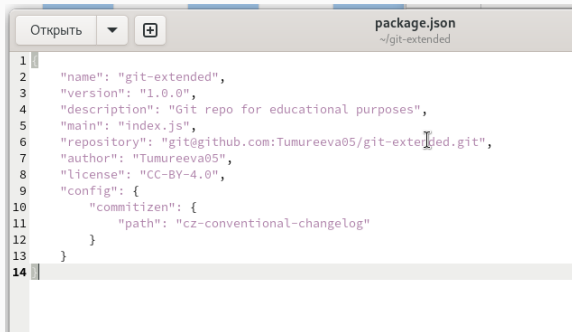 Открыть
package.json
~/git-extended
1 {
2 "name": "git-extended",
3 "version": "1.0.0",
4 "description": "Git repo for educational purposes",
5 "main": "index.js",
6 "repository": "git@github.com:Tumureeva05/git-extended.git",
7 "author": "Tumureeva05",
8 "license": "CC-BY-4.0",
9 "config": {
10 "commitizen": {
11 "path": "cz-conventional-changelog"
12 }
13 }
14 }